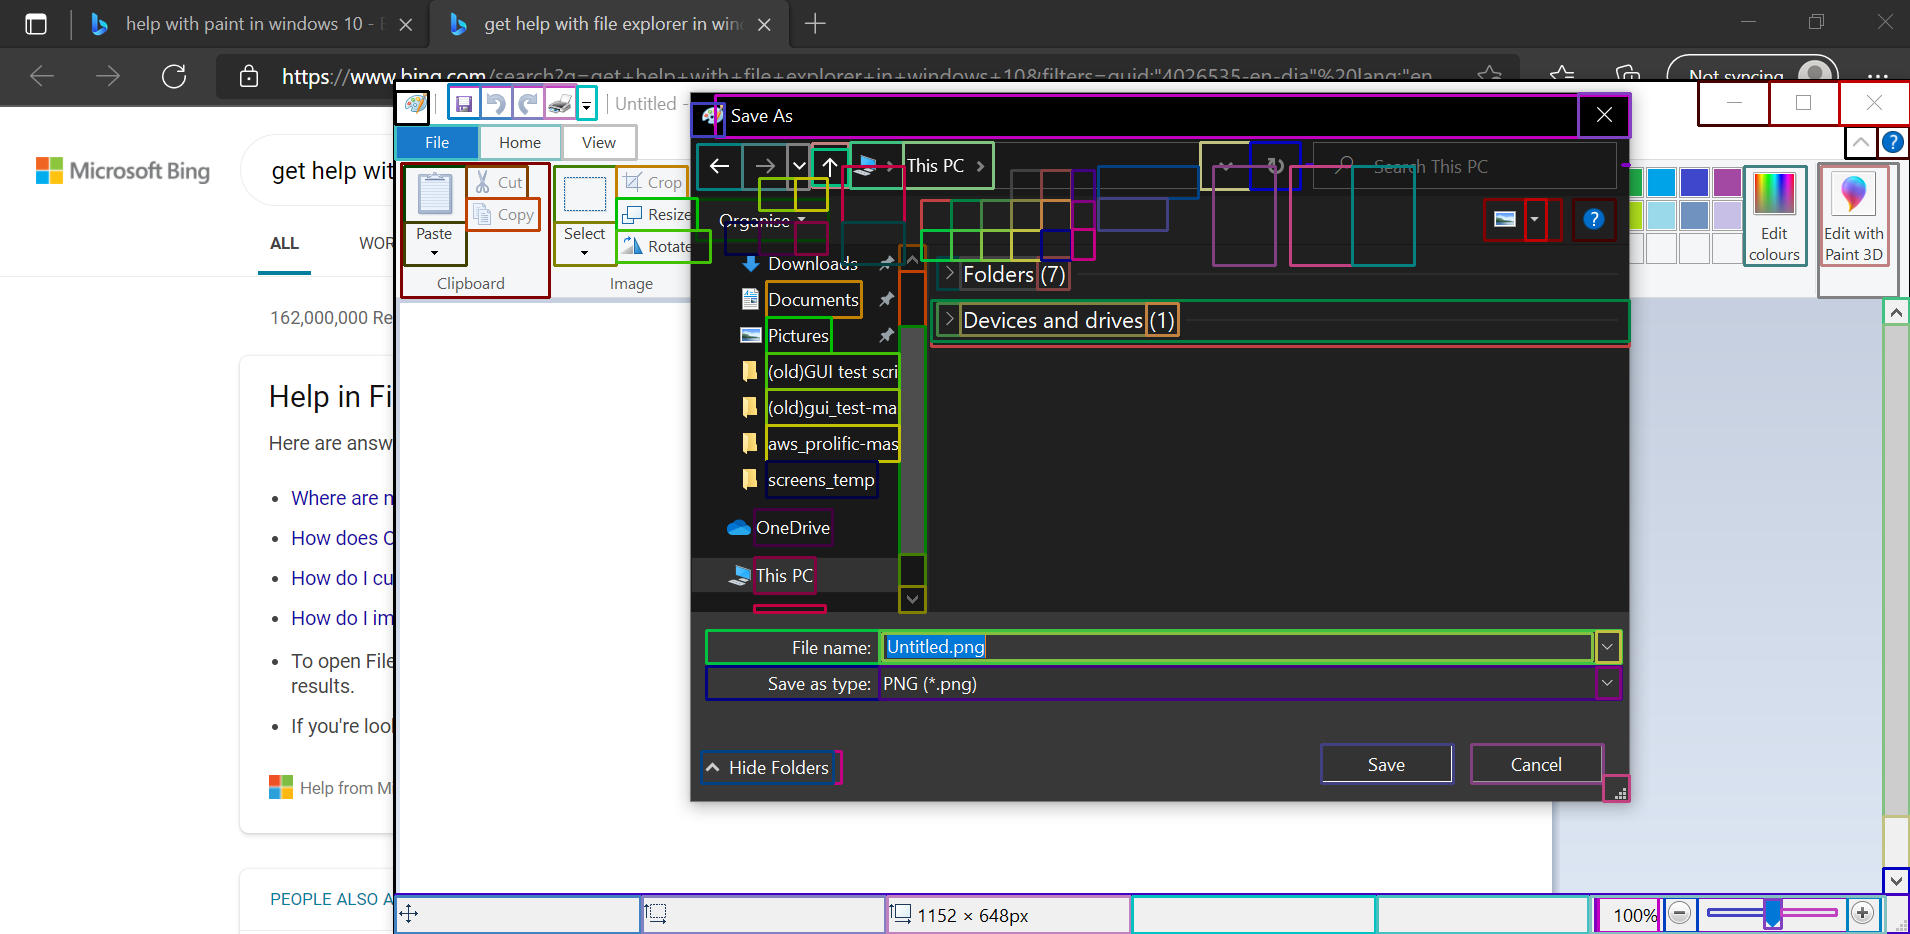 help with paint in windows 10 -
get help with file explorer in win
https://www.bing.com/search?q=get+help+with+file+explorer+in+windows+10&filters=guid:"4026535-en-dia"%20lang:"en
Not syncing
Microsoft Bing
get help wit
ALL
WOR
162,000,000 Re
Help in Fi
Here are answ
Where are n
How does C
How do I cu
How do I im
To open File
results.
If you're lool
Help from Mi
PEOPLE ALSO A
Untitled -
File
Home
View
Paste
Cut
Copy
Clipboard
Select
Crop
Resize
Rotate
Image
Edit
colours
Edit with
Paint 3D
Save As
This PC
Search This PC
Organise
Downloads
Documents
Pictures
(old)GUI test scri
(old)gui_test-ma
aws_prolific-mas
screens_temp
OneDrive
This PC
Folders (7)
Devices and drives (1)
File name:
Untitled.png
Save as type:
PNG (*.png)
Hide Folders
Save
Cancel
1152 × 648px
100%